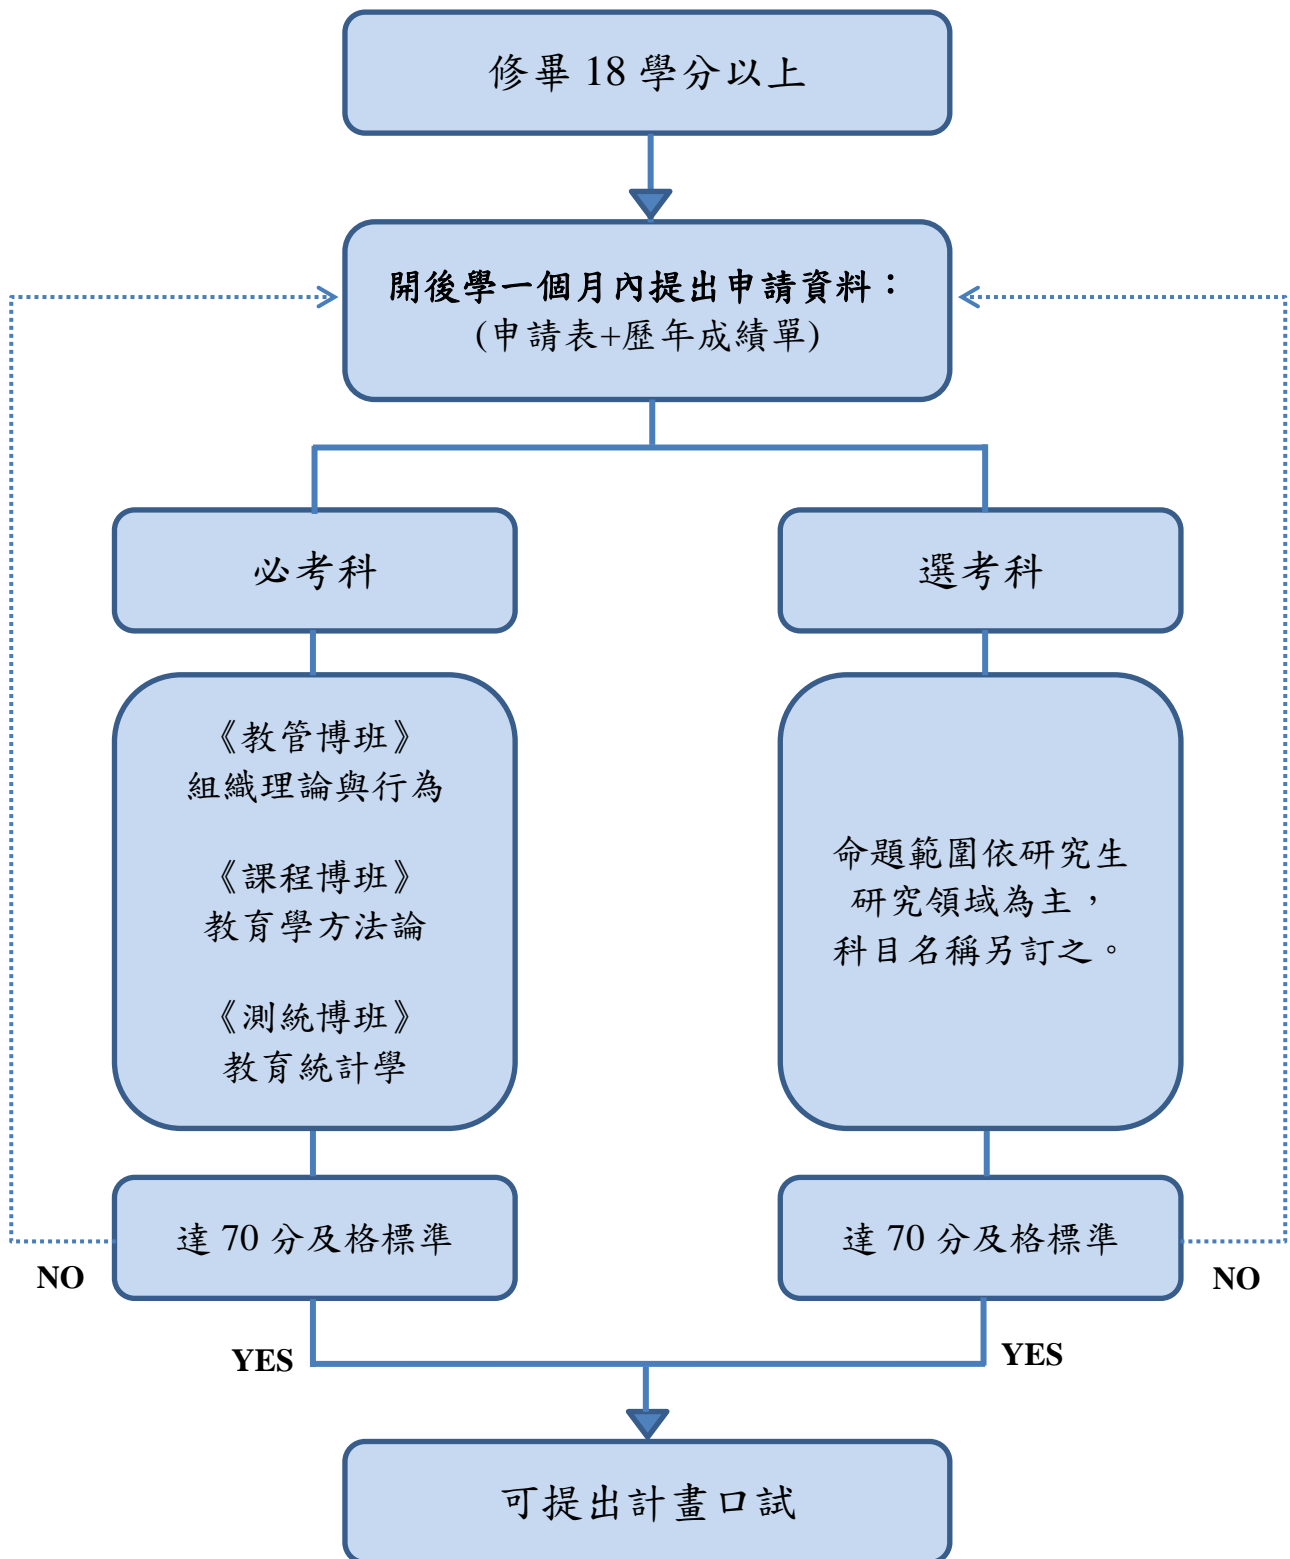 修畢 18 學分以上
開後學一個月內提出申請資料：
(申請表+歷年成績單)
必考科
選考科
《教管博班》
組織理論與行為
《課程博班》
教育學方法論
《測統博班》
教育統計學
命題範圍依研究生
研究領域為主，
科目名稱另訂之。
達 70 分及格標準
達 70 分及格標準
NO
NO
YES
YES
可提出計畫口試